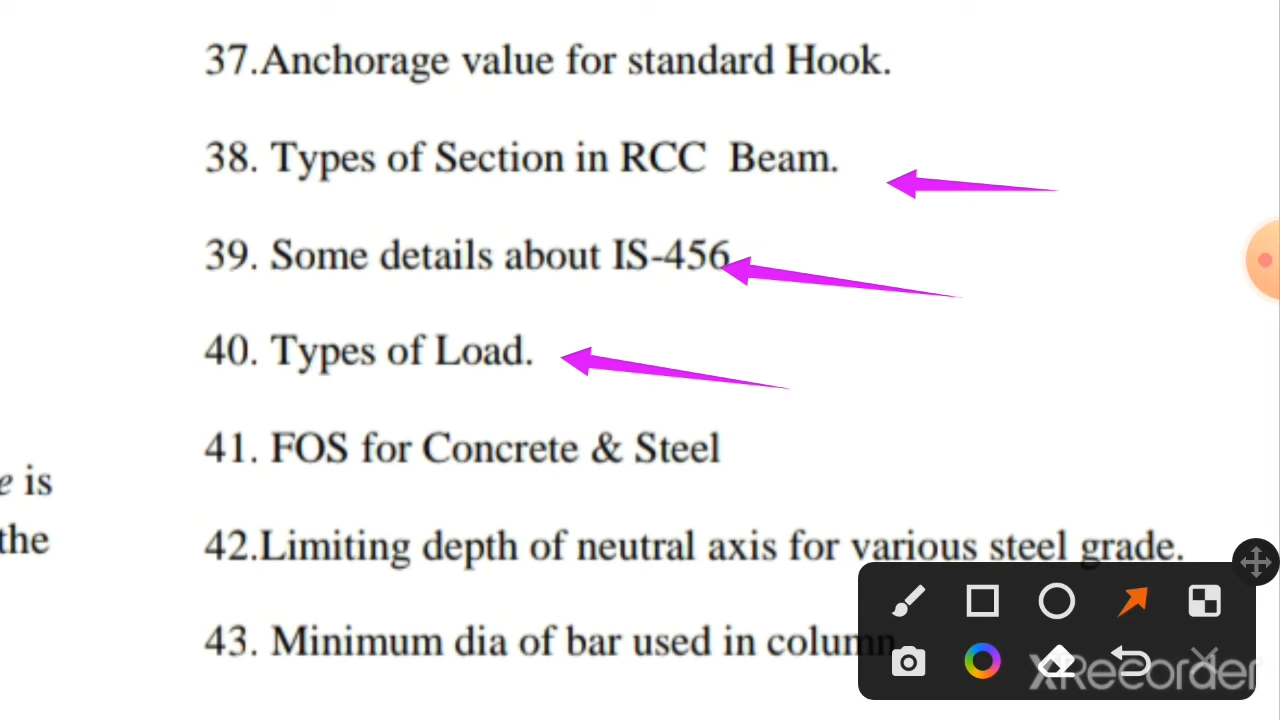 37.Anchorage value for standard Hook.
38. Types of Section in RCC Beam.
39. Some details about IS-456
40. Types of Load.
41. FOS for Concrete & Steel
e is
the
42.Limiting depth of neutral axis for various steel grade.
43. Minimum dia of bar used in column
XRecorder